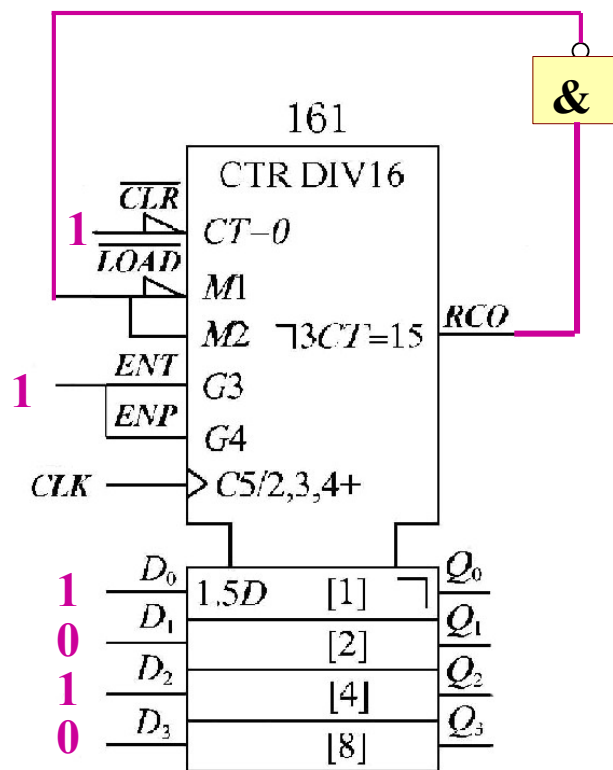 &
161
CTR DIV16
CLR
1
CT-0
LOAD
M1
M2
⌝3CT=15
RCO
ENT
1
G3
ENP
G4
CLK
C5/2,3,4+
D₀
1
1.5D
[1]
Q₀
D₁
0
[2]
Q₁
D₂
1
[4]
Q₂
D₃
0
[8]
Q₃